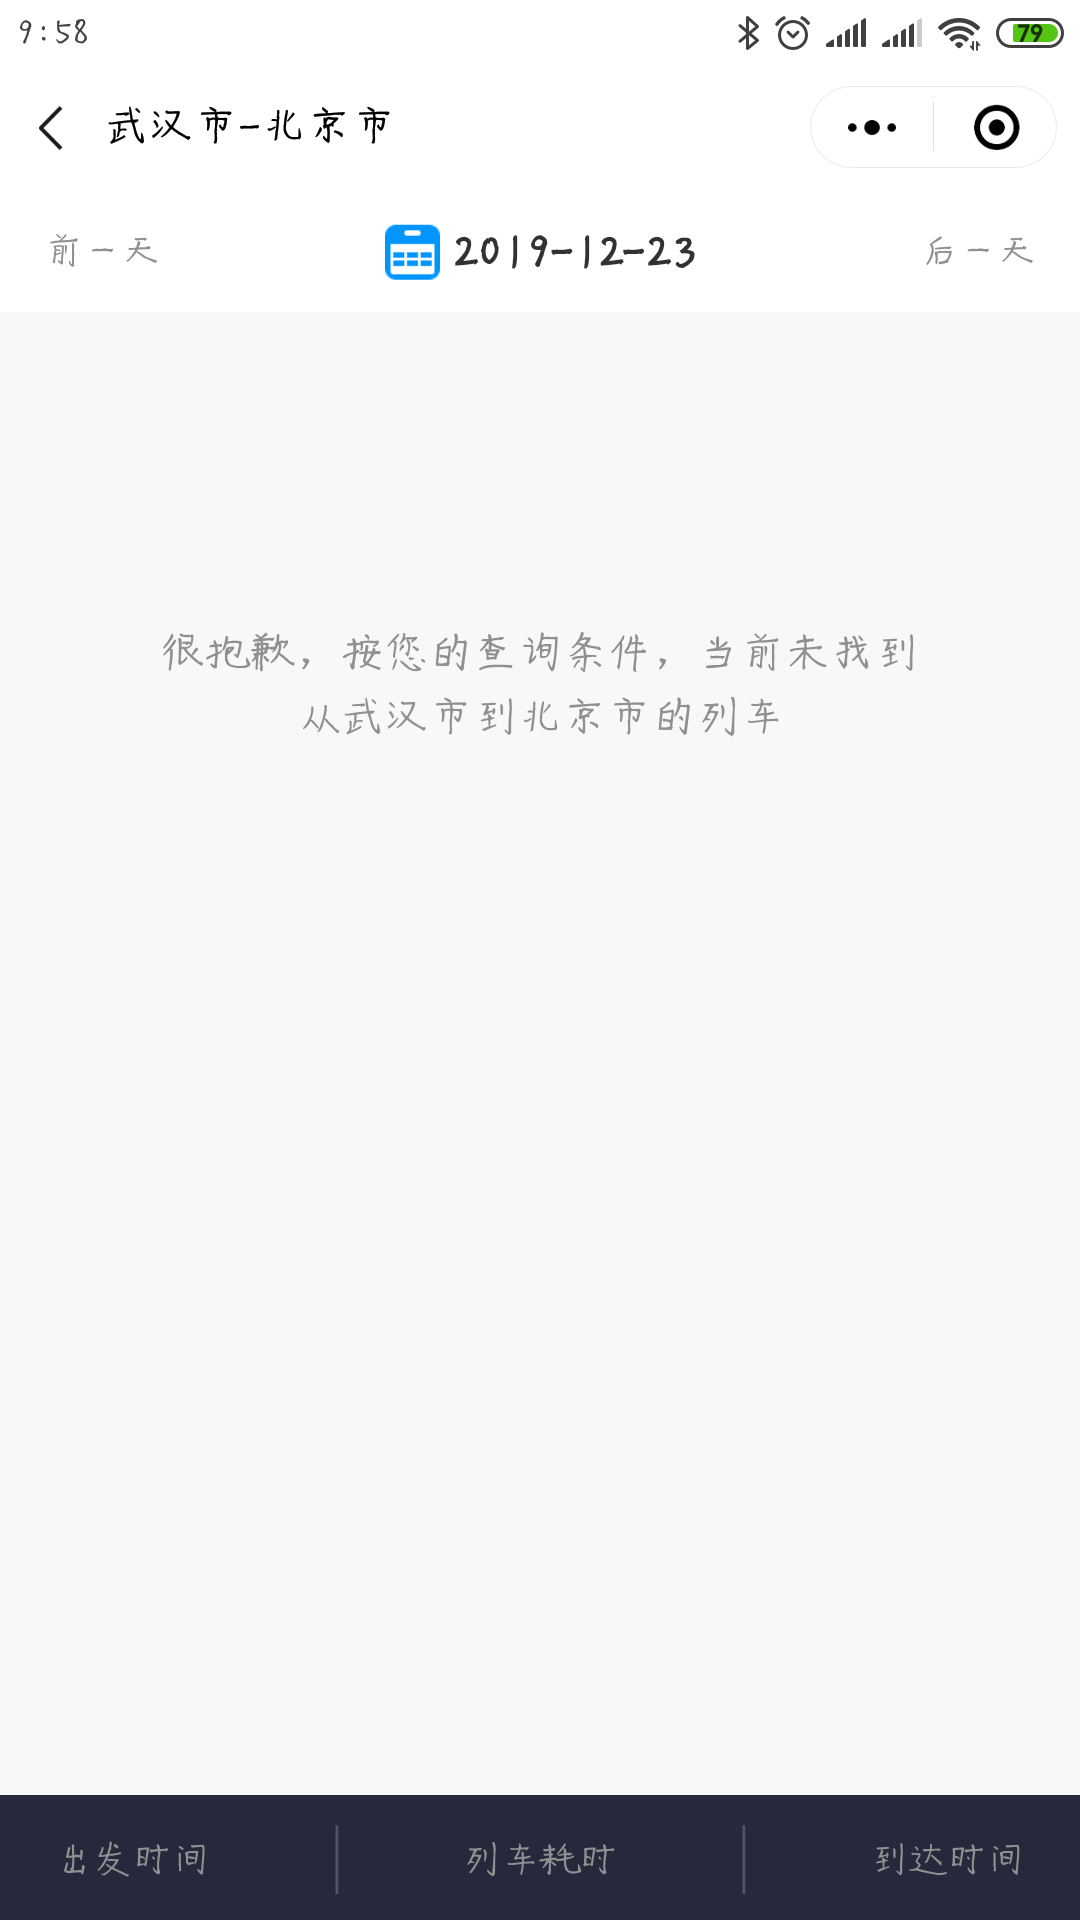 9:58
79
武汉市-北京市
前一天
2019-12-23
后一天
很抱歉，按您的查询条件，当前未找到
从武汉市到北京市的列车
出发时间
列车耗时
到达时间